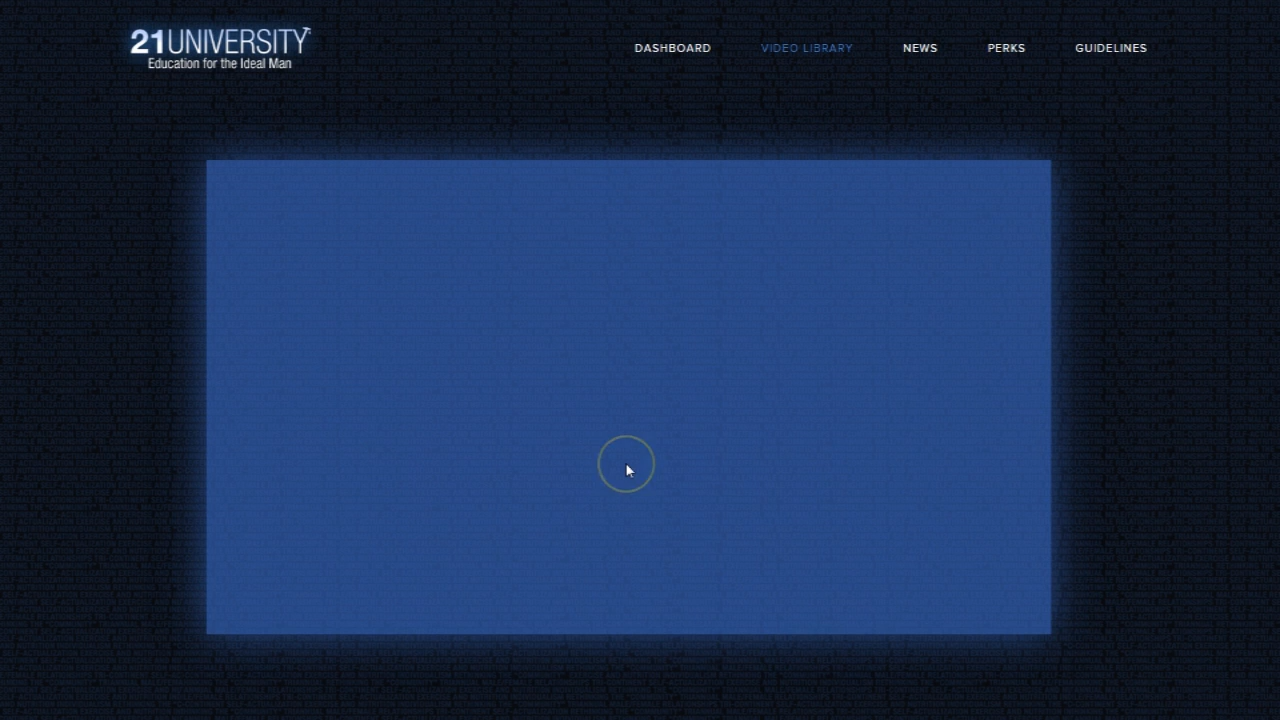 21UNIVERSITY
Education for the Ideal Man
DASHBOARD
VIDEO LIBRARY
NEWS
PERKS
GUIDELINES